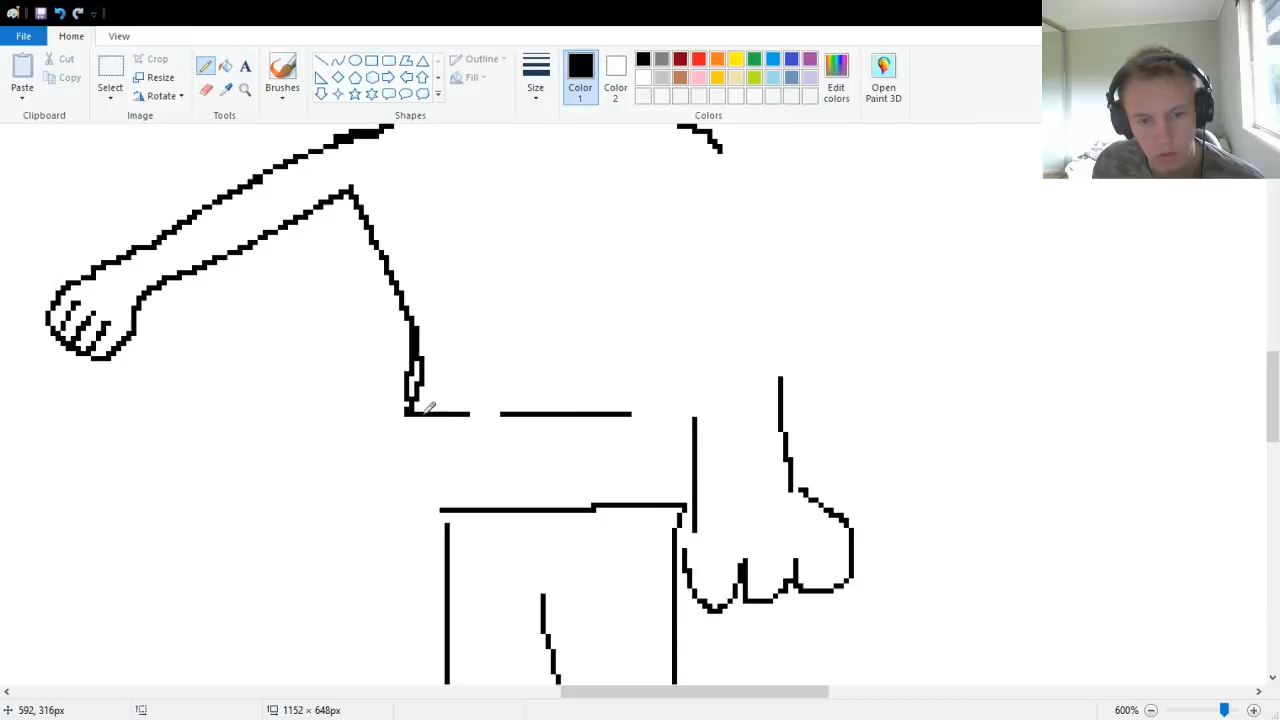 File Home View
Paste
Cut
Copy
Clipboard
Select
Crop
Resize
Rotate
Image
A
Tools
Brushes
Outline
Fill
Shapes
Size
Color 1
Color 2
Edit colors
Colors
Open Paint 3D
592, 316px
1152 × 648px
600%